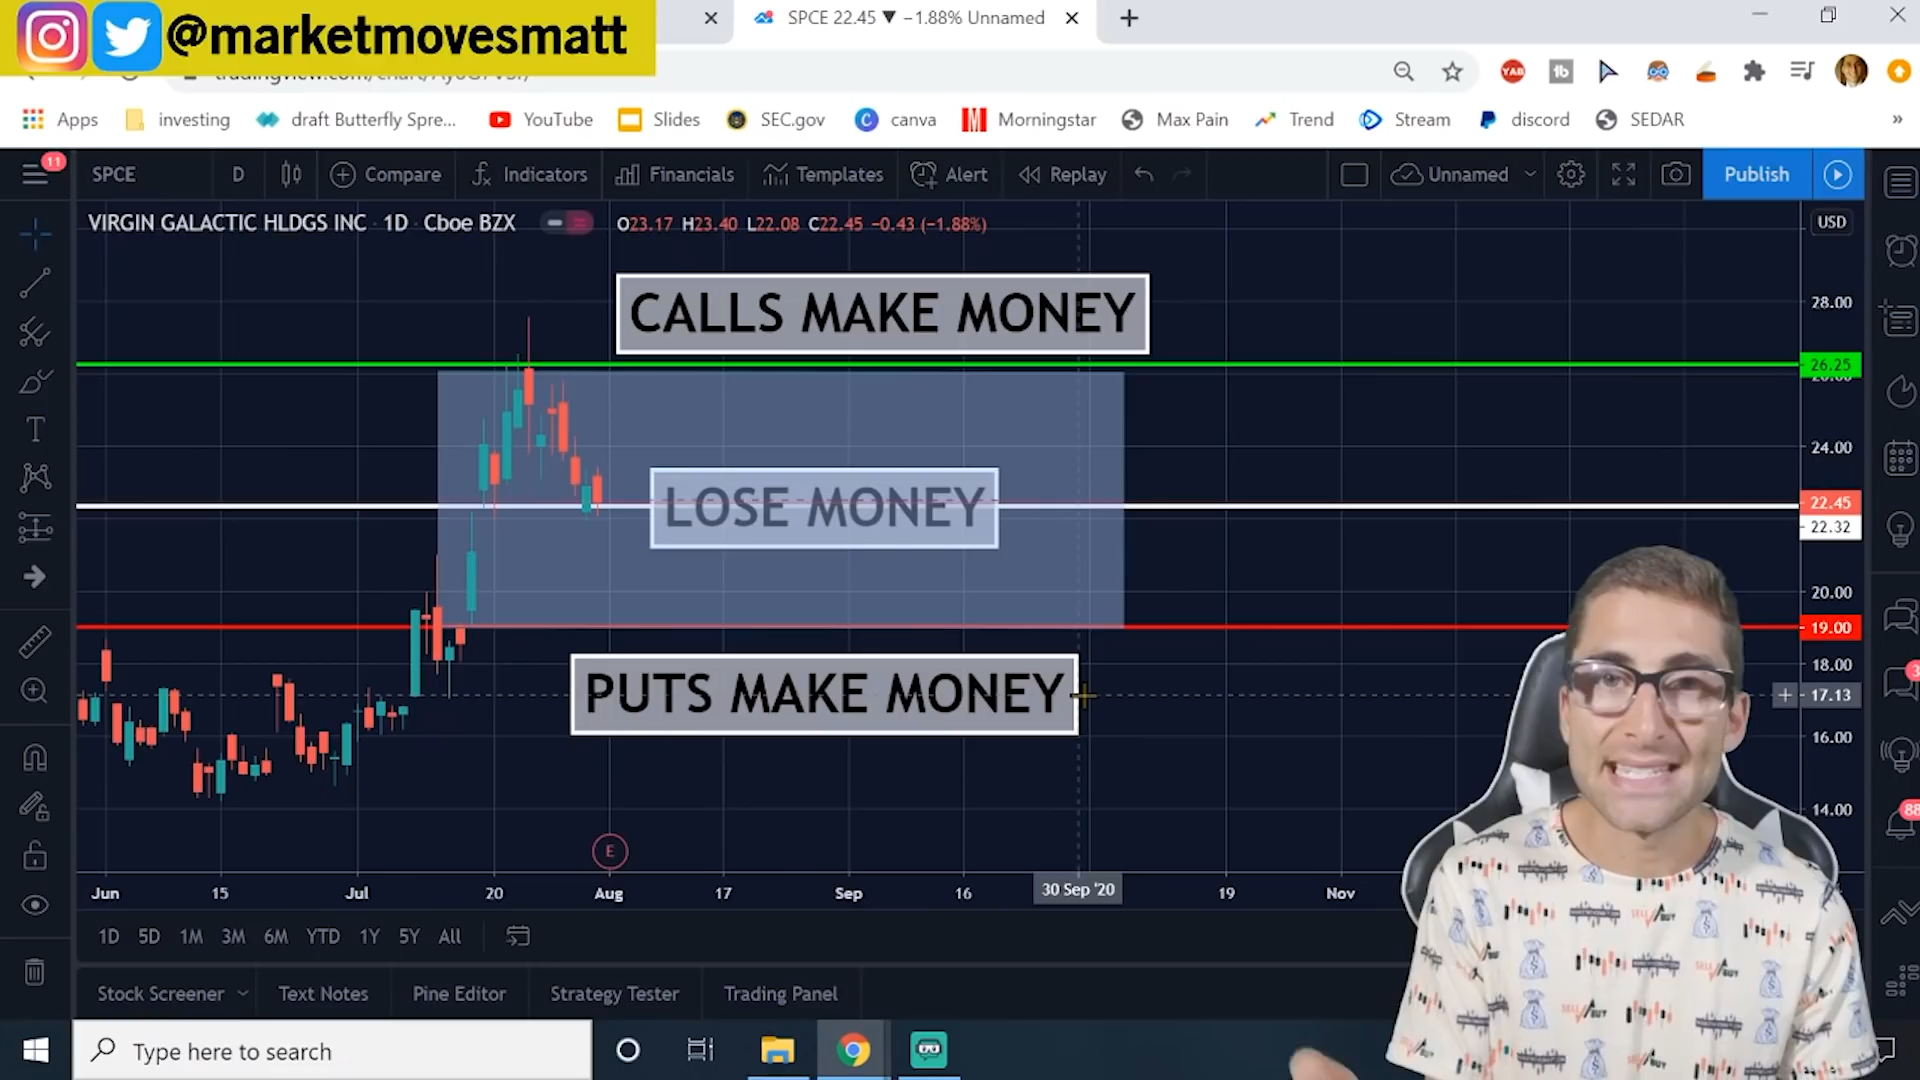 @marketmovesmatt
SPCE 22.45 ▼ −1.88% Unnamed
YAB
tb
Apps
investing
draft Butterfly Spre...
YouTube
Slides
SEC.gov
canva
Morningstar
Max Pain
Trend
Stream
discord
SEDAR
»
11
SPCE
D
Compare
Indicators
Financials
Templates
Alert
Replay
Unnamed
Publish
VIRGIN GALACTIC HLDGS INC · 1D · Cboe BZX
O23.17 H23.40 L22.08 C22.45 −0.43 (−1.88%)
USD
CALLS MAKE MONEY
28.00
26.25
26.00
24.00
LOSE MONEY
22.45
22.32
20.00
19.00
PUTS MAKE MONEY
18.00
17.13
16.00
14.00
E
88
Jun
15
Jul
20
Aug
17
Sep
16
30 Sep '20
19
Nov
1D 5D 1M 3M 6M YTD 1Y 5Y All
Stock Screener
Text Notes
Pine Editor
Strategy Tester
Trading Panel
Type here to search